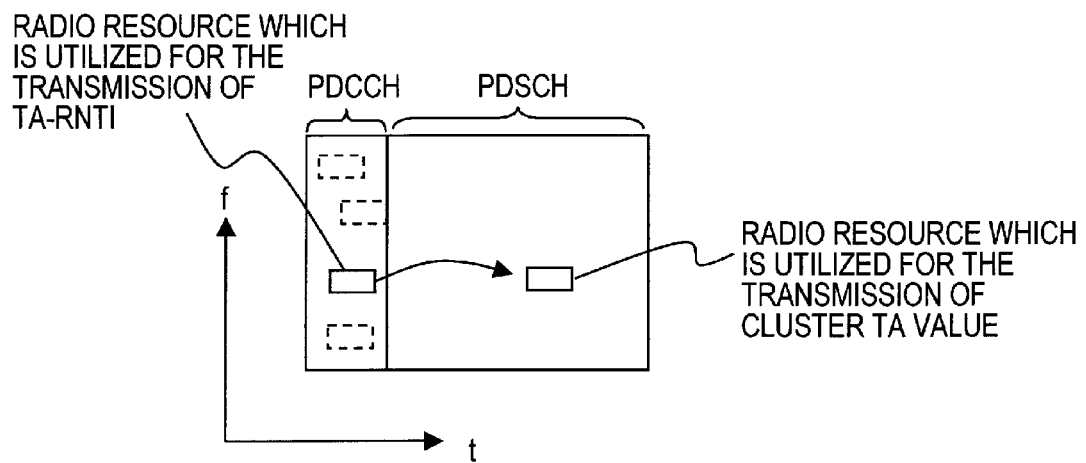 RADIO RESOURCE WHICH
IS UTILIZED FOR THE
TRANSMISSION OF
TA-RNTI
PDCCH
PDSCH
f
RADIO RESOURCE WHICH
IS UTILIZED FOR THE
TRANSMISSION OF
CLUSTER TA VALUE
t